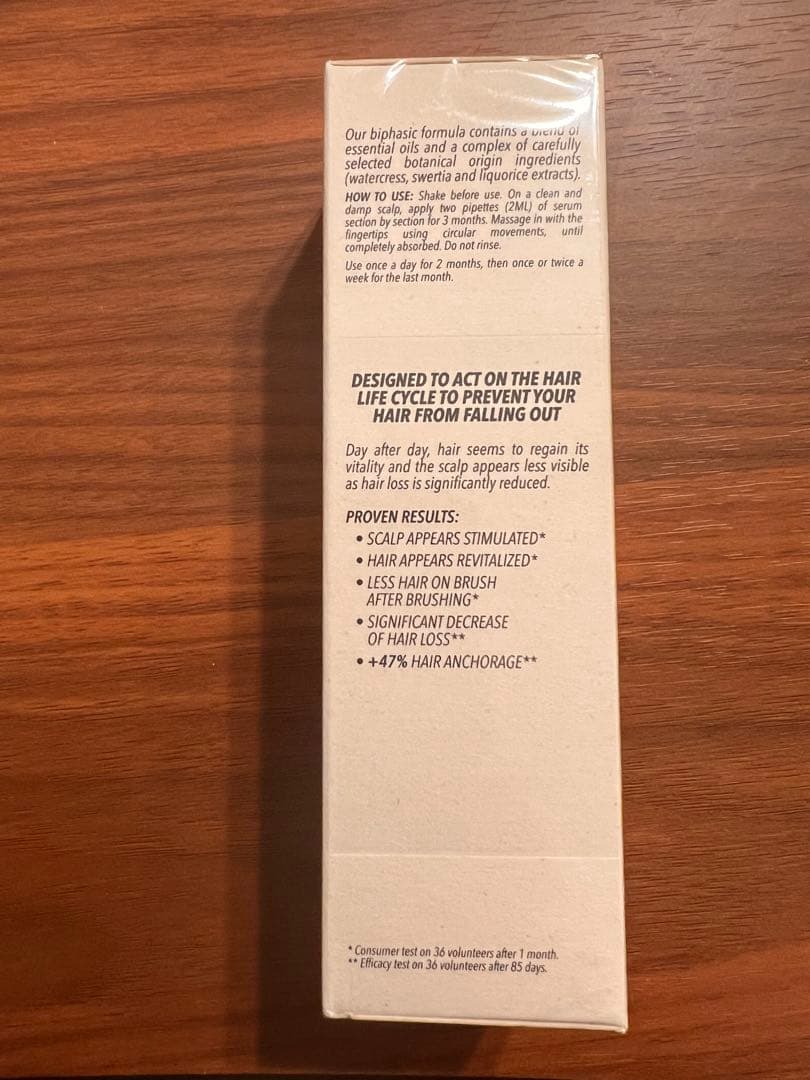 Our biphasic formula contains a blend of
essential oils and a complex of carefully
selected botanical origin ingredients
(watercress, swertia and liquorice extracts).
HOW TO USE: Shake before use. On a clean and
damp scalp, apply two pipettes (2ML) of serum
section by section for 3 months. Massage in with the
fingertips using circular movements, until
completely absorbed. Do not rinse.
Use once a day for 2 months, then once or twice a
week for the last month.
DESIGNED TO ACT ON THE HAIR
LIFE CYCLE TO PREVENT YOUR
HAIR FROM FALLING OUT
Day after day, hair seems to regain its
vitality and the scalp appears less visible
as hair loss is significantly reduced.
PROVEN RESULTS:
• SCALP APPEARS STIMULATED*
• HAIR APPEARS REVITALIZED*
• LESS HAIR ON BRUSH
AFTER BRUSHING*
• SIGNIFICANT DECREASE
OF HAIR LOSS**
• +47% HAIR ANCHORAGE**
* Consumer test on 36 volunteers after 1 month.
** Efficacy test on 36 volunteers after 85 days.